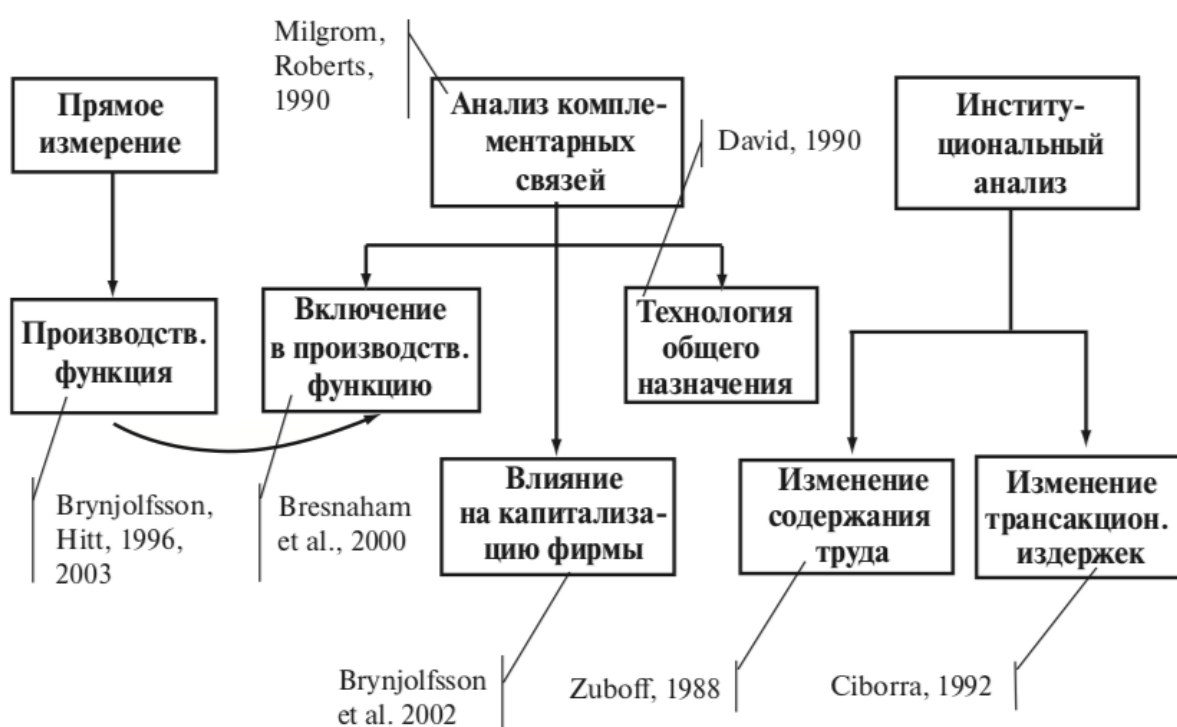 Milgrom,
Roberts,
1990
Прямое
измерение
Анализ компле-
ментарных
связей
David, 1990
Институ-
циональный
анализ
Производств.
функция
Включение
в производств.
функцию
Технология
общего
назначения
Brynjolfsson,
Hitt, 1996,
2003
Bresnaham
et al., 2000
Влияние
на капитализа-
цию фирмы
Изменение
содержания
труда
Изменение
трансакцион.
издержек
Brynjolfsson
et al. 2002
Zuboff, 1988
Ciborra, 1992